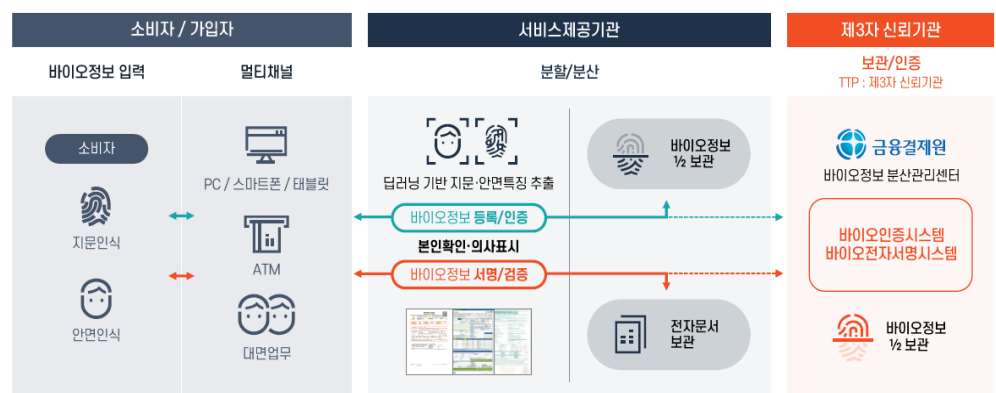 소비자 / 가입자
서비스제공기관
제3자 신뢰기관
바이오정보 입력
멀티채널
분할/분산
보관/인증
TTP : 제3자 신뢰기관
소비자
지문인식
안면인식
PC / 스마트폰 / 태블릿
ATM
대면업무
딥러닝 기반 지문·안면특징 추출
바이오정보 등록/인증
본인확인·의사표시
바이오정보 서명/검증
바이오정보
½ 보관
전자문서
보관
금융결제원
바이오정보 분산관리센터
바이오인증시스템
바이오전자서명시스템
바이오정보
½ 보관